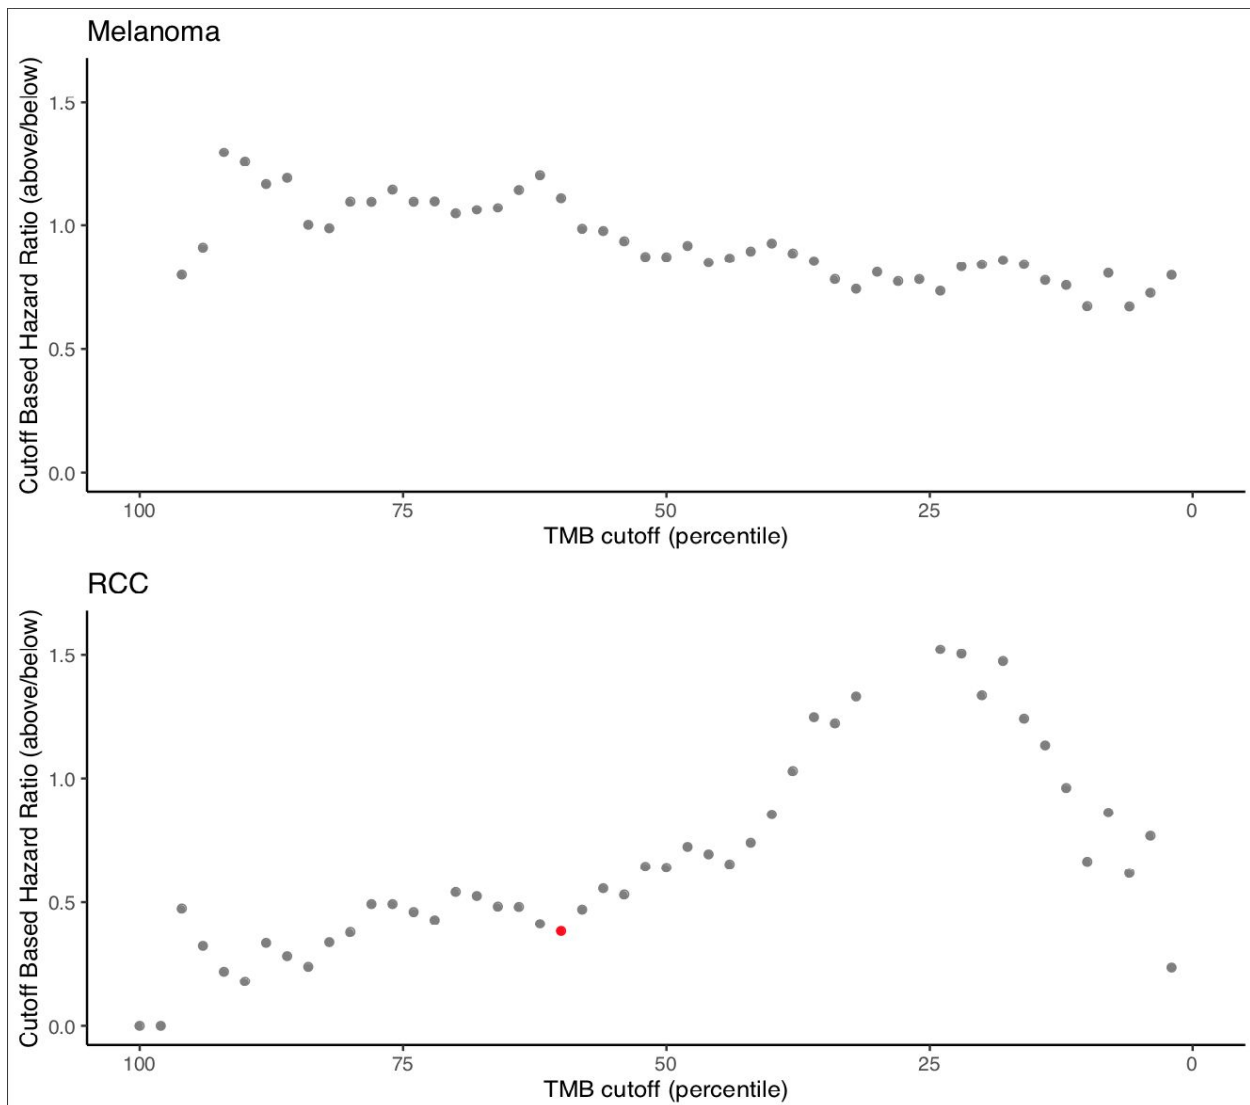 Melanoma
Cutoff Based Hazard Ratio (above/below)
1.5
1.0
0.5
0.0
100 75 50 25 0
TMB cutoff (percentile)
RCC
Cutoff Based Hazard Ratio (above/below)
1.5
1.0
0.5
0.0
100 75 50 25 0
TMB cutoff (percentile)